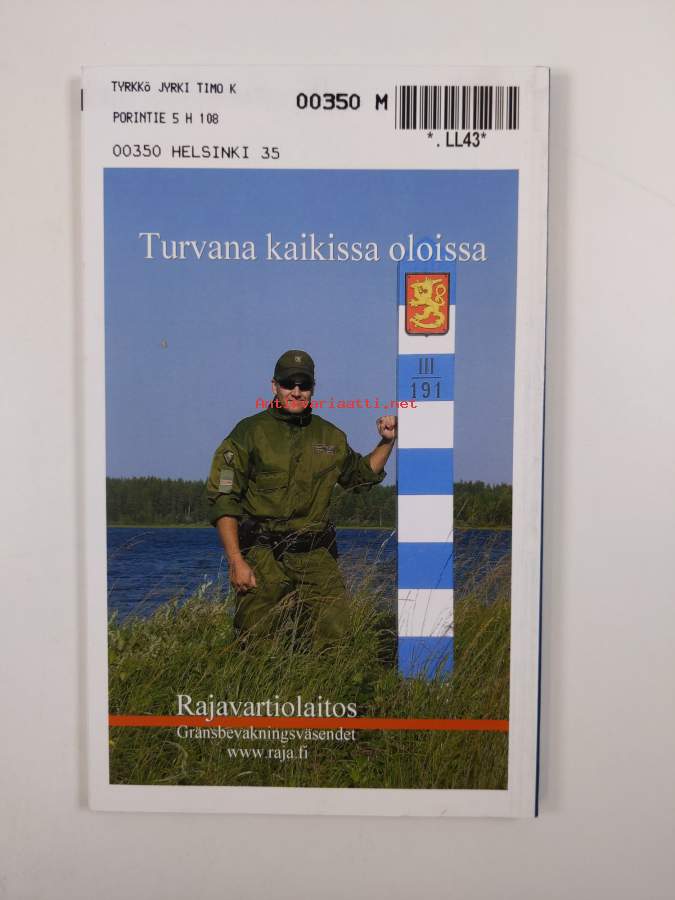 TYRKKö JYRKI TIMO K
00350 M
PORINTIE 5 H 108
*. LL43*
00350 HELSINKI 35
Turvana kaikissa oloissa
III
191
Antikvariaatti.net
Rajavartiolaitos
Gränsbevakningsväsendet
www.raja.fi